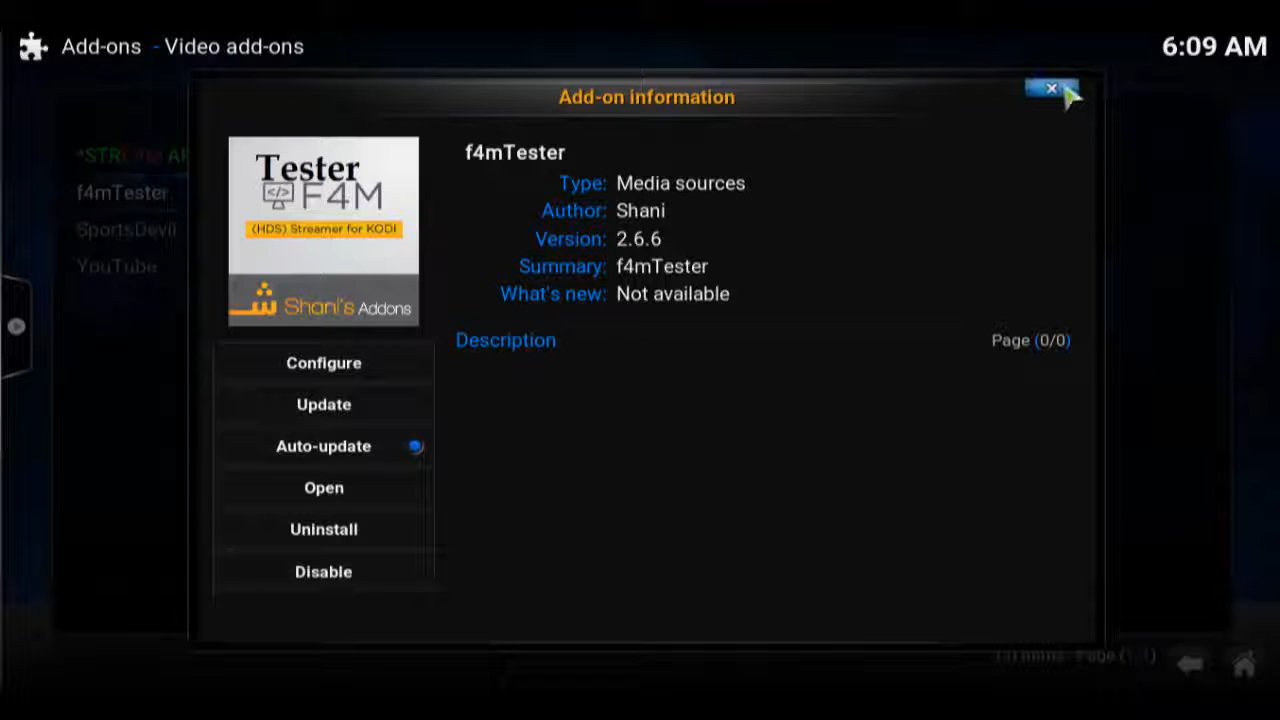 Add-ons - Video add-ons
6:09 AM
Add-on information
Tester
</> F4M
(HDS) Streamer for KODI
Shani's Addons
f4mTester
Type: Media sources
Author: Shani
Version: 2.6.6
Summary: f4mTester
What's new: Not available
Description
Page (0/0)
Configure
Update
Auto-update
Open
Uninstall
Disable
f4mTester
SportsDevil
YouTube